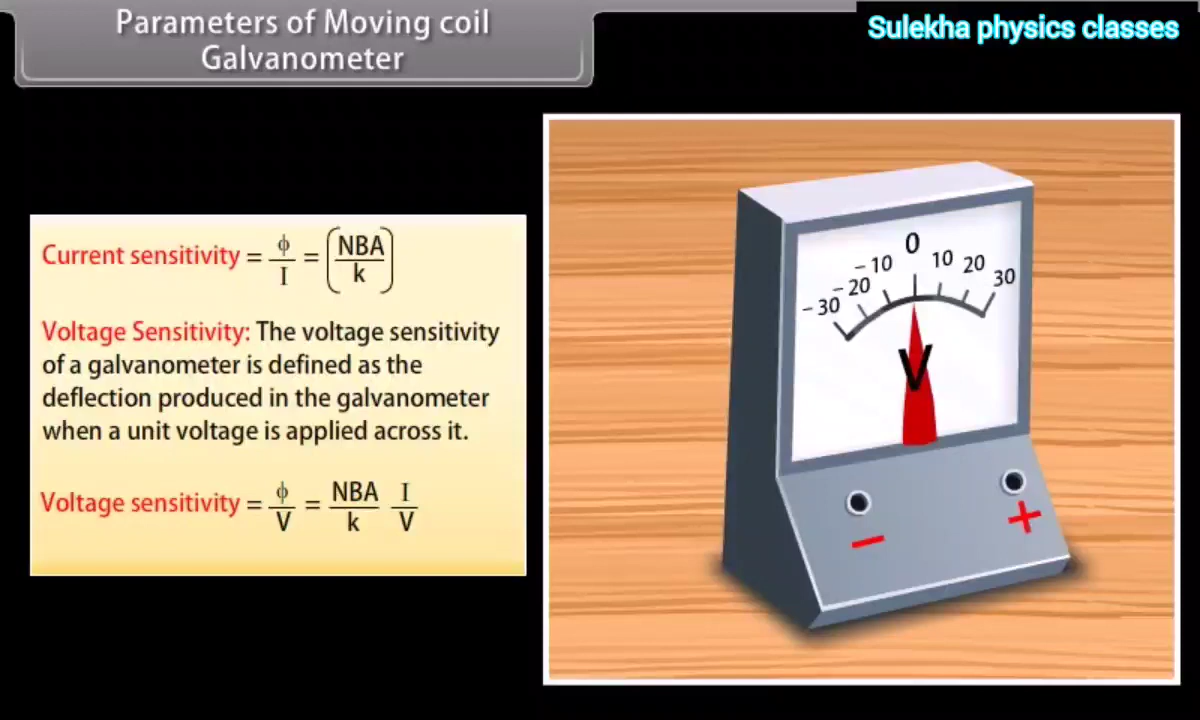 Parameters of Moving coil
Galvanometer
Sulekha physics classes
Current sensitivity = ϕ/I = (NBA/k)
Voltage Sensitivity: The voltage sensitivity
of a galvanometer is defined as the
deflection produced in the galvanometer
when a unit voltage is applied across it.
Voltage sensitivity = ϕ/V = NBA/k I/V
-30 -20 -10 0 10 20 30
V
- +